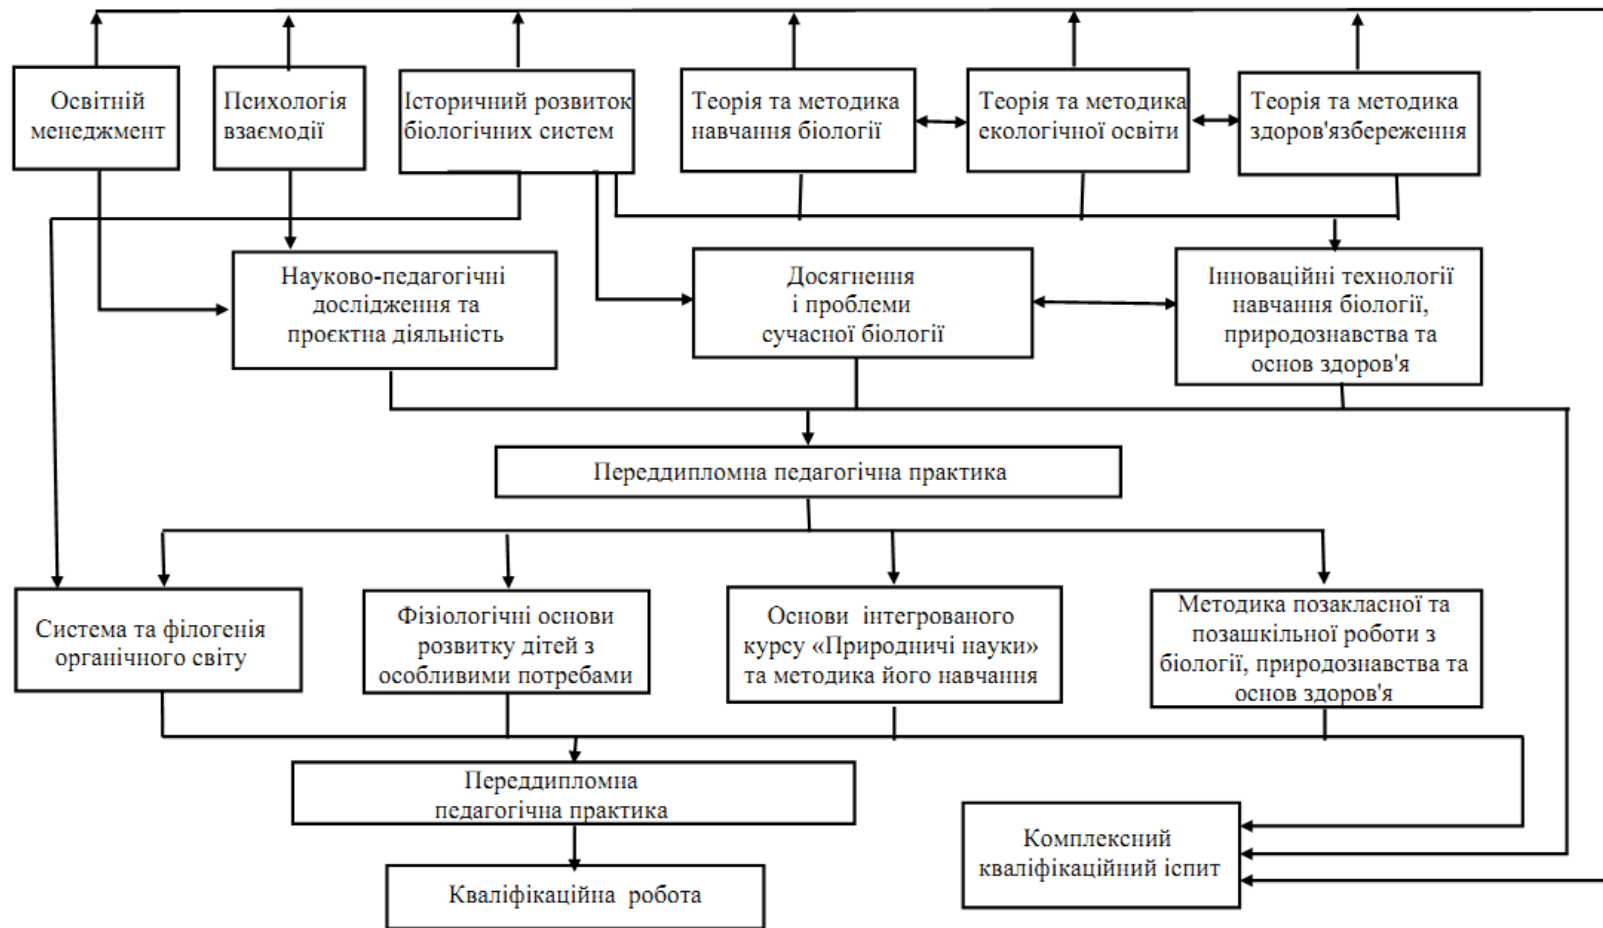 Освітній
менеджмент
Психологія
взаємодії
Історичний розвиток
біологічних систем
Теорія та методика
навчання біології
Теорія та методика
екологічної освіти
Теорія та методика
здоров'язбереження
Науково-педагогічні
дослідження та
проєктна діяльність
Досягнення
і проблеми
сучасної біології
Інноваційні технології
навчання біології,
природознавства та
основ здоров'я
Переддипломна педагогічна практика
Система та філогенія
органічного світу
Фізіологічні основи
розвитку дітей з
особливими потребами
Основи інтегрованого
курсу «Природничі науки»
та методика його навчання
Методика позакласної та
позашкільної роботи з
біології, природознавства та
основ здоров'я
Переддипломна
педагогічна практика
Комплексний
кваліфікаційний іспит
Кваліфікаційна робота